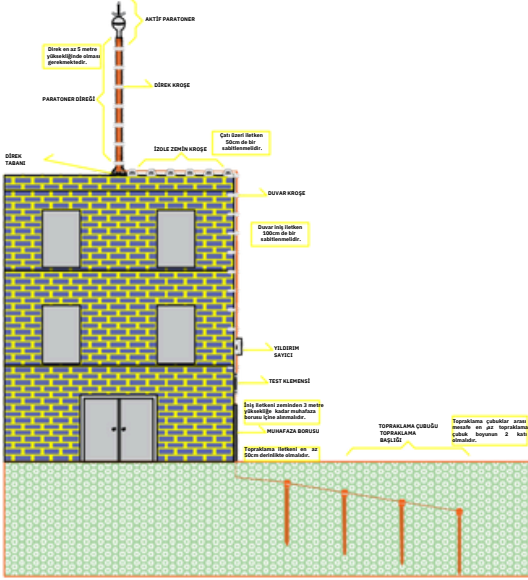 AKTİF PARATONER
Direk en az 5 metre
yüksekliğinde olması
gerekmektedir.
DİREK KROŞE
PARATONER DİREĞİ
Çatı üzeri iletken
50cm de bir
sabitlenmelidir.
İZOLE ZEMİN KROŞE
DİREK
TABANI
DUVAR KROŞE
Duvar iniş iletken
100cm de bir
sabitlenmelidir.
YILDIRIM
SAYICI
TEST KLEMENSİ
İniş iletkeni zeminden 3 metre
yüksekliğe kadar muhafaza
borusu içine alınmalıdır.
MUHAFAZA BORUSU
Topraklama iletkeni en az
50cm derinlikte olmalıdır.
TOPRAKLAMA ÇUBUĞU
TOPRAKLAMA
BAŞLIĞI
Topraklama çubuklar arası
mesafe en az topraklama
çubuk boyunun 2 katı
olmalıdır.